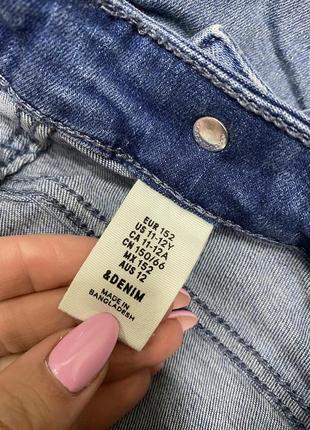 EUR 152
US 11-12Y
CA 11-12A
CN 150/66
MX 152
AUS 12
&DENIM
MADE IN
BANGLADESH